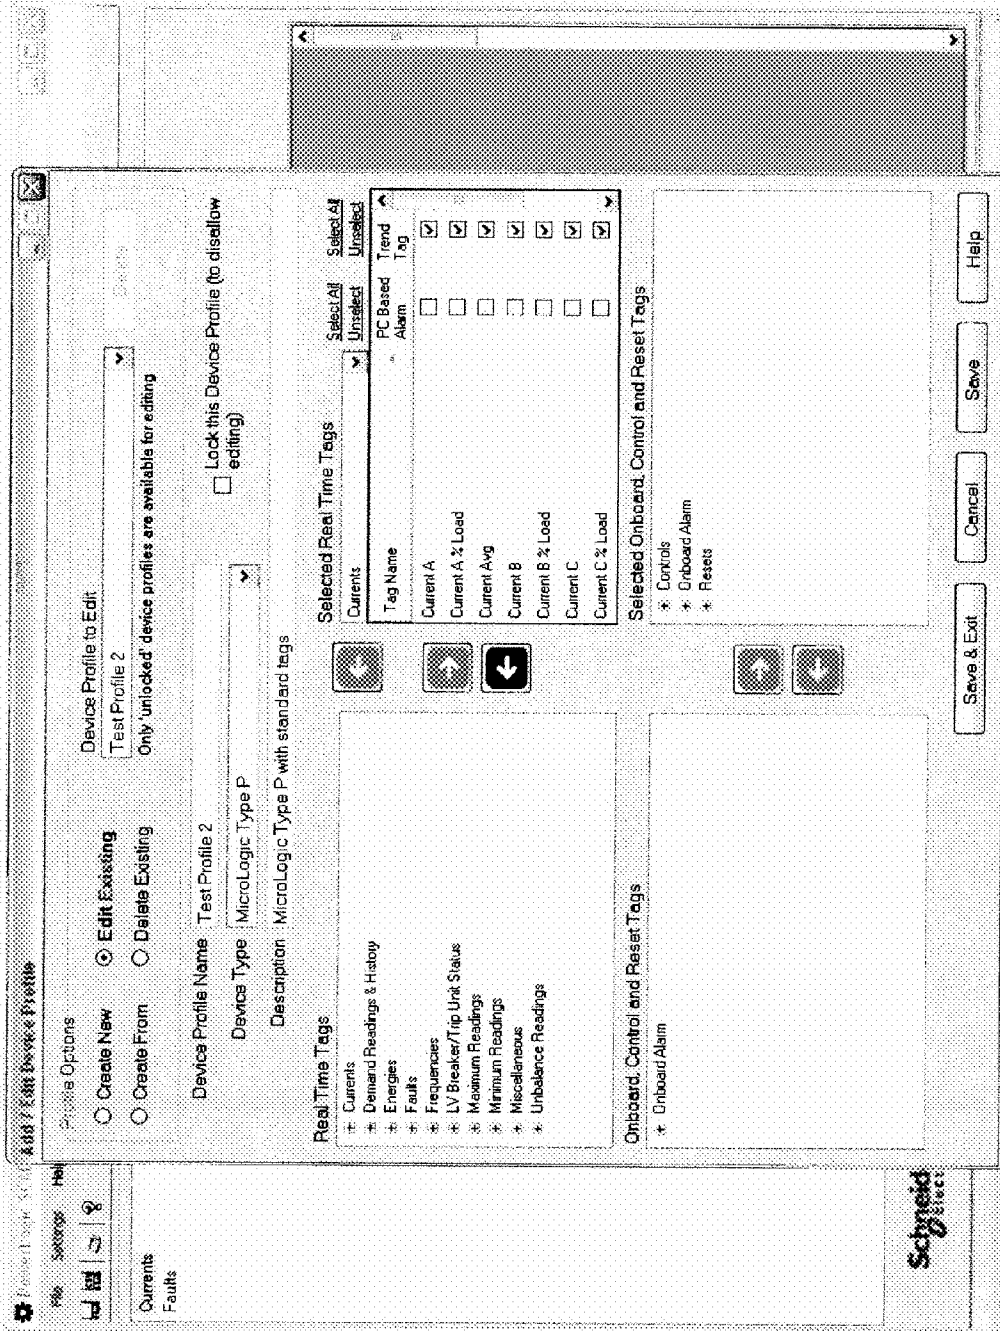 File Settings Help
Currents
Faults
Schneid
Add / Edit Device Profile
Profile Options
Create New
Edit Existing
Create From
Delete Existing
Device Profile to Edit
Test Profile 2
Only 'unlocked' device profiles are available for editing
Device Profile Name Test Profile 2
Device Type MicroLogic Type P
Lock this Device Profile (to disallow
editing)
Description MicroLogic Type P with standard tags
Real Time Tags
+ Currents
+ Demand Readings & History
+ Energies
+ Faults
+ Frequencies
+ LV Breaker/Trip Unit Status
+ Maximum Readings
+ Minimum Readings
+ Miscellaneous
+ Unbalance Readings
Selected Real Time Tags
Select All Select All
Currents
Unselect Unselect
Tag Name PC Based Alarm Trend Tag
Current A
Current A % Load
Current Avg
Current B
Current B % Load
Current C
Current C % Load
Onboard, Control and Reset Tags
+ Onboard Alarm
Selected Onboard, Control and Reset Tags
+ Controls
+ Onboard Alarm
+ Resets
Save & Exit
Cancel
Save
Help